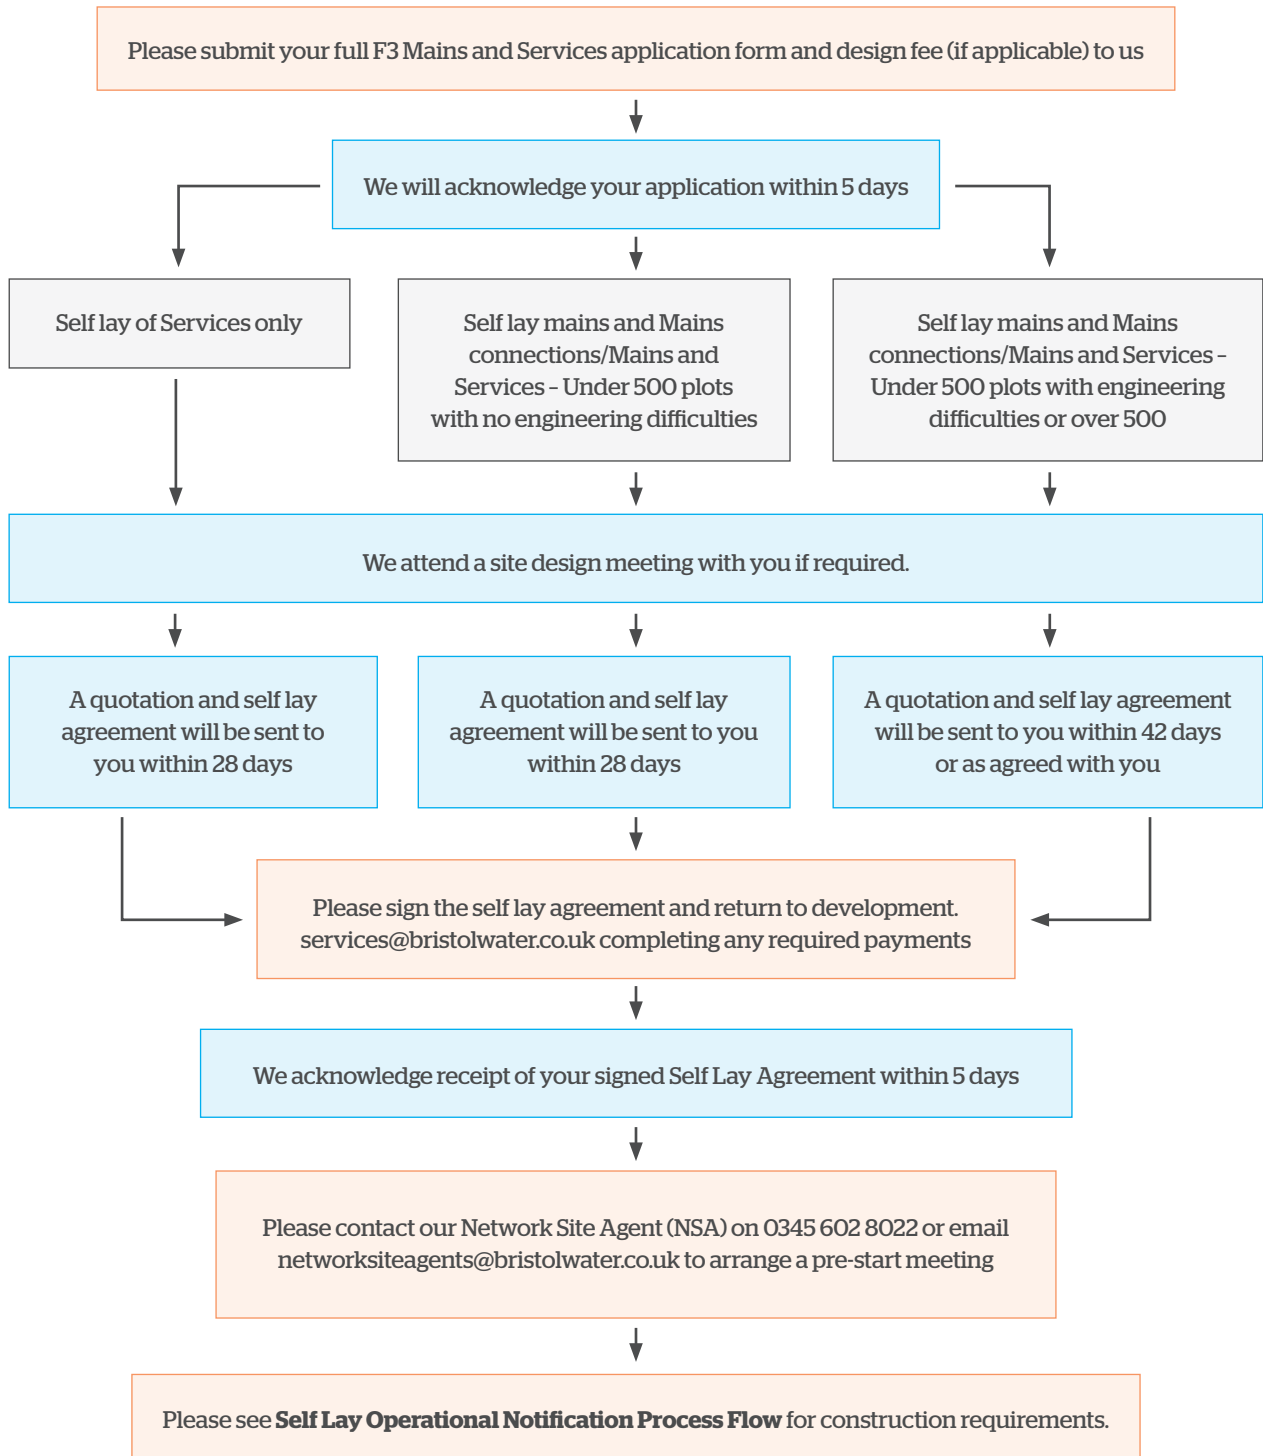 Please submit your full F3 Mains and Services application form and design fee (if applicable) to us
We will acknowledge your application within 5 days
Self lay of Services only
Self lay mains and Mains
connections/Mains and
Services – Under 500 plots
with no engineering difficulties
Self lay mains and Mains
connections/Mains and Services –
Under 500 plots with engineering
difficulties or over 500
We attend a site design meeting with you if required.
A quotation and self lay
agreement will be sent to
you within 28 days
A quotation and self lay
agreement will be sent to you
within 28 days
A quotation and self lay agreement
will be sent to you within 42 days
or as agreed with you
Please sign the self lay agreement and return to development.
services@bristolwater.co.uk completing any required payments
We acknowledge receipt of your signed Self Lay Agreement within 5 days
Please contact our Network Site Agent (NSA) on 0345 602 8022 or email
networksiteagents@bristolwater.co.uk to arrange a pre-start meeting
Please see Self Lay Operational Notification Process Flow for construction requirements.